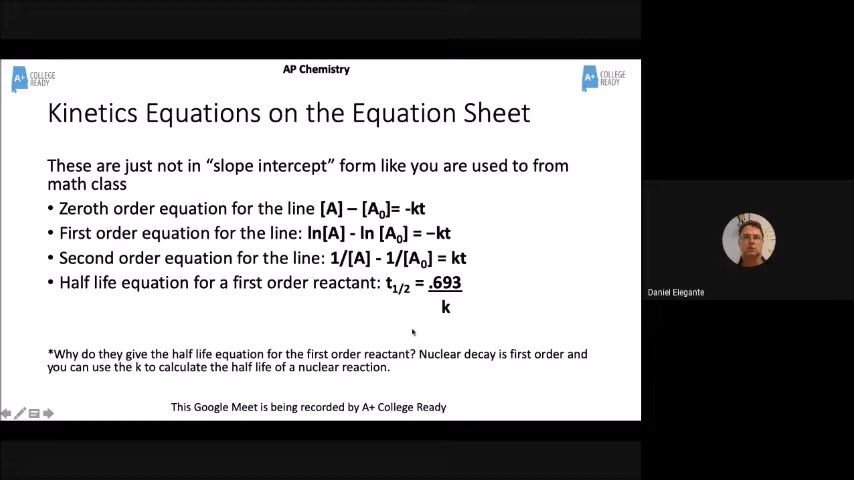 AP Chemistry
A+ COLLEGE READY
A+ COLLEGE READY
Kinetics Equations on the Equation Sheet
These are just not in “slope intercept” form like you are used to from
math class
• Zeroth order equation for the line [A] – [A₀]= -kt
• First order equation for the line: ln[A] - ln [A₀] = –kt
• Second order equation for the line: 1/[A] - 1/[A₀] = kt
• Half life equation for a first order reactant: t₁/₂ = .693
k
Daniel Elegante
*Why do they give the half life equation for the first order reactant? Nuclear decay is first order and
you can use the k to calculate the half life of a nuclear reaction.
This Google Meet is being recorded by A+ College Ready